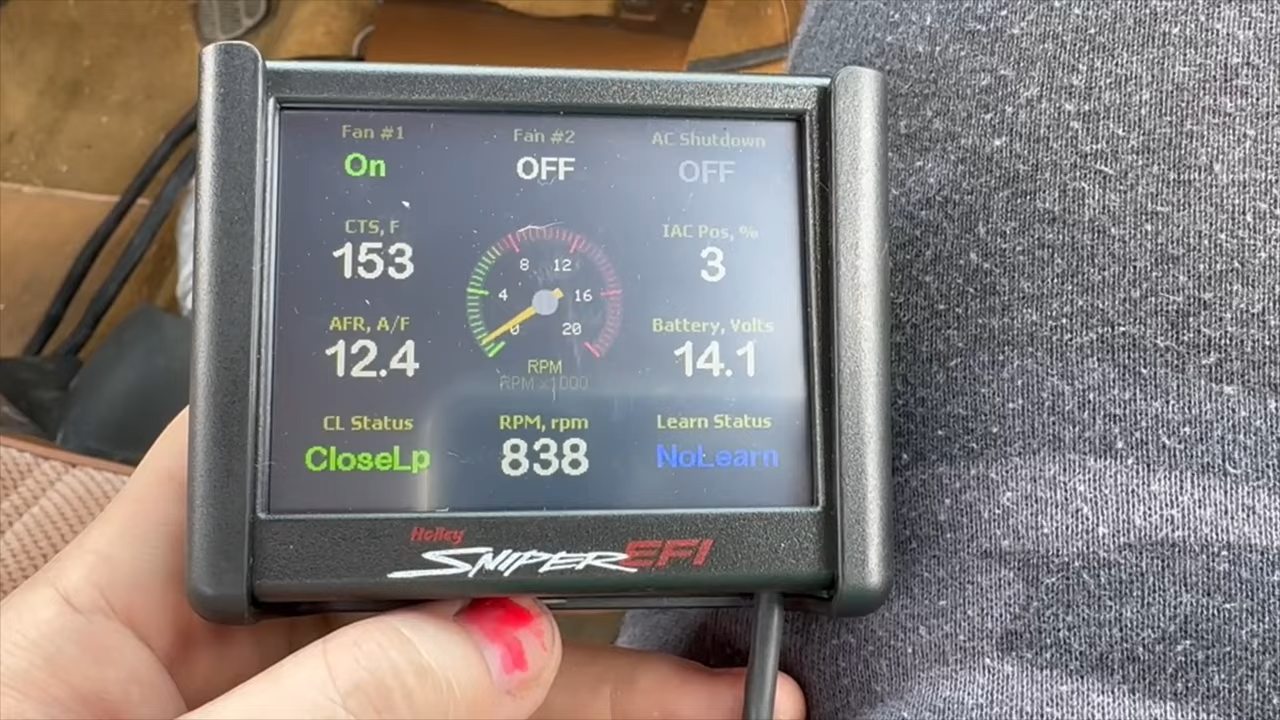 Fan #1 Fan #2 AC Shutdown
On OFF OFF
CTS, F IAC Pos, %
153 3
8 12
4 16
0 20
AFR, A/F Battery, Volts
12.4 14.1
RPM
RPM x1000
CL Status RPM, rpm Learn Status
CloseLp 838 NoLearn
Holley
SNIPER EFI